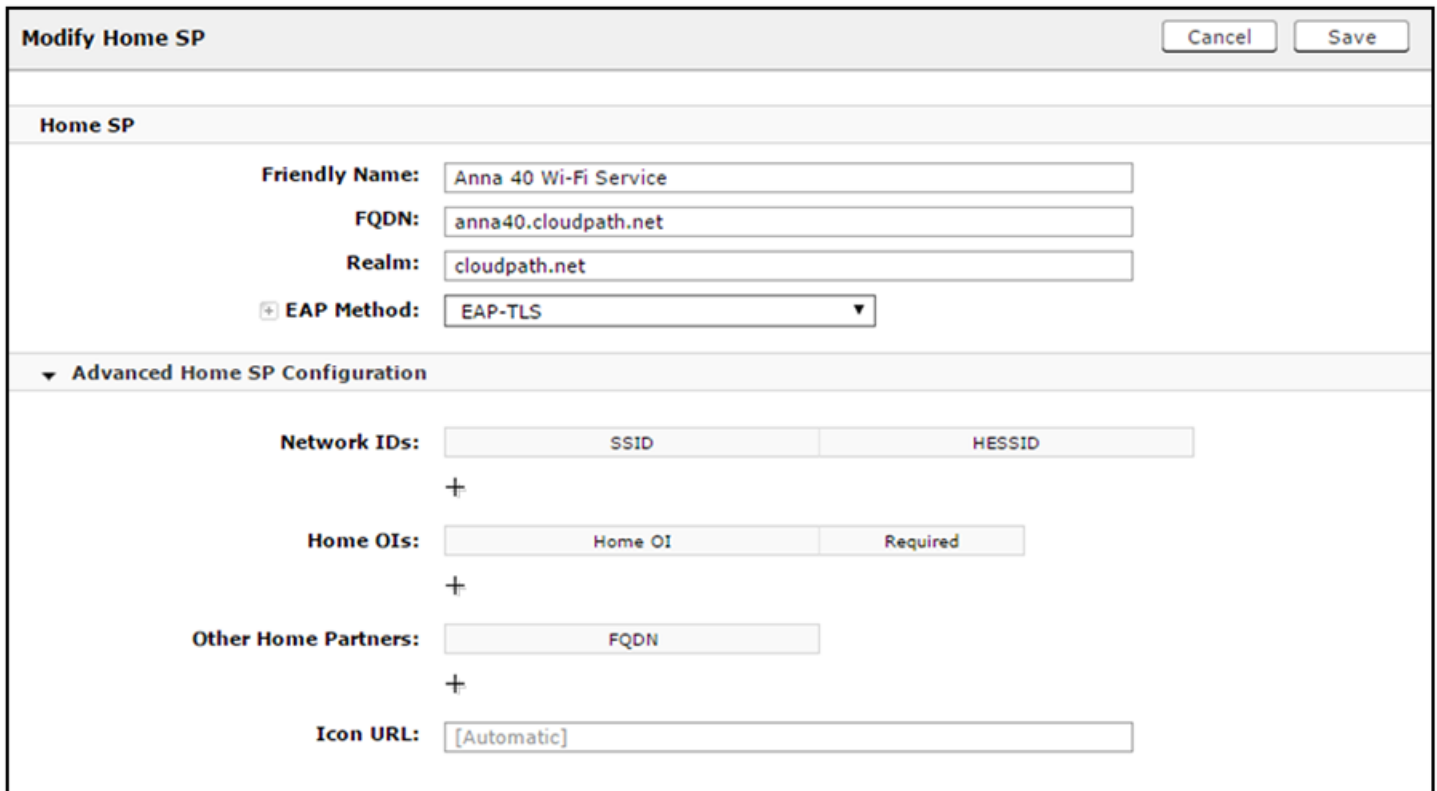 Modify Home SP Cancel Save
Home SP
Friendly Name: Anna 40 Wi-Fi Service
FQDN: anna40.cloudpath.net
Realm: cloudpath.net
EAP Method: EAP-TLS
Advanced Home SP Configuration
Network IDs: SSID HESSID
Home OIs: Home OI Required
Other Home Partners: FQDN
Icon URL: [Automatic]